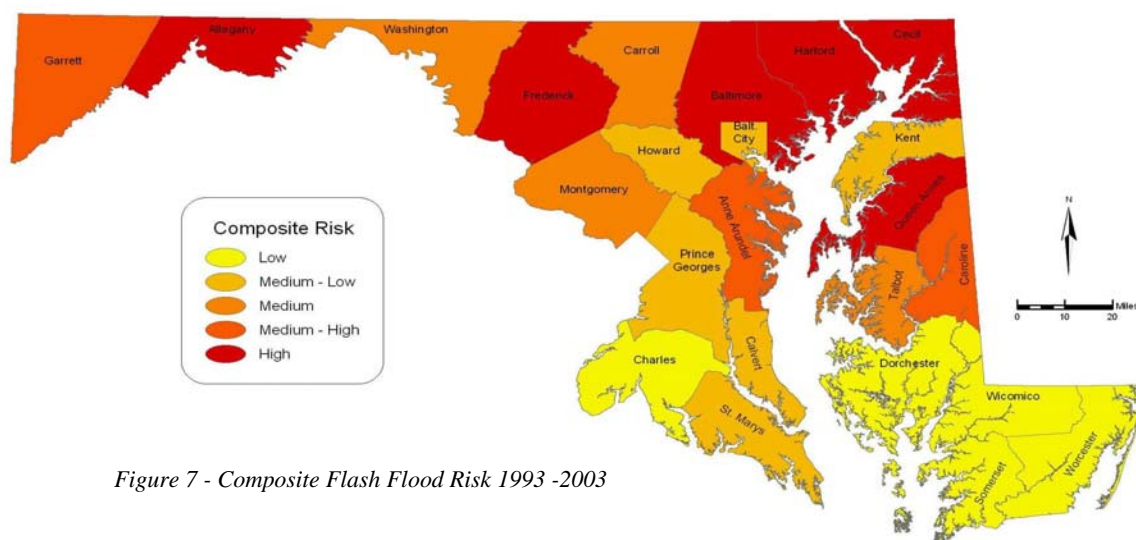 Garrett
Allegany
Washington
Frederick
Carroll
Baltimore
Harford
Cecil
Balt.
City
Howard
Montgomery
Kent
Queen Annes
Anne Arundel
Prince
Georges
Talbot
Caroline
Calvert
Charles
St. Marys
Dorchester
Wicomico
Somerset
Worcester
Composite Risk
Low
Medium - Low
Medium
Medium - High
High
N
Miles
0 10 20
Figure 7 - Composite Flash Flood Risk 1993 -2003